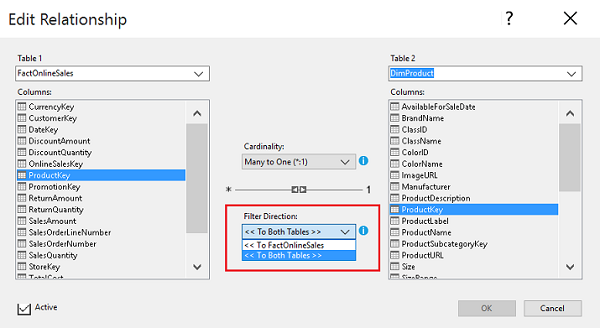 Edit Relationship
?
Table 1
FactOnlineSales
Columns:
CurrencyKey
CustomerKey
DateKey
DiscountAmount
DiscountQuantity
OnlineSalesKey
ProductKey
PromotionKey
ReturnAmount
ReturnQuantity
SalesAmount
SalesOrderLineNumber
SalesOrderNumber
SalesQuantity
StoreKey
TotalCost
Cardinality:
Many to One (*:1)
* 1
Filter Direction:
<< To Both Tables >>
<< To FactOnlineSales
<< To Both Tables >>
Table 2
DimProduct
Columns:
AvailableForSaleDate
BrandName
ClassID
ClassName
ColorID
ColorName
ImageURL
Manufacturer
ProductDescription
ProductKey
ProductLabel
ProductName
ProductSubcategoryKey
ProductURL
Size
SizeRange
Active
OK
Cancel